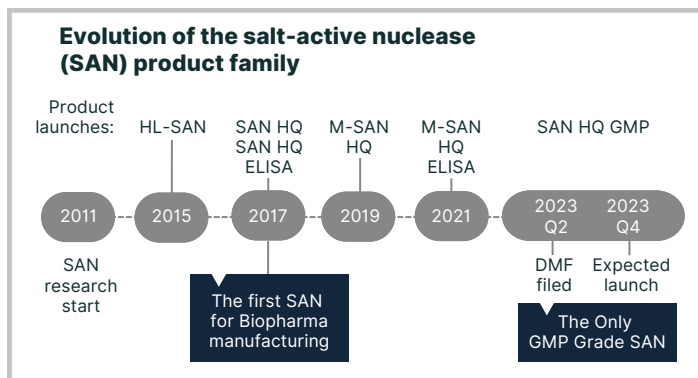 Evolution of the salt-active nuclease
(SAN) product family
Product
launches:
HL-SAN
SAN HQ
SAN HQ
ELISA
M-SAN
HQ
M-SAN
HQ
ELISA
SAN HQ GMP
2011
2015
2017
2019
2021
2023
Q2
2023
Q4
SAN
research
start
DMF
filed
Expected
launch
The first SAN
for Biopharma
manufacturing
The Only
GMP Grade SAN